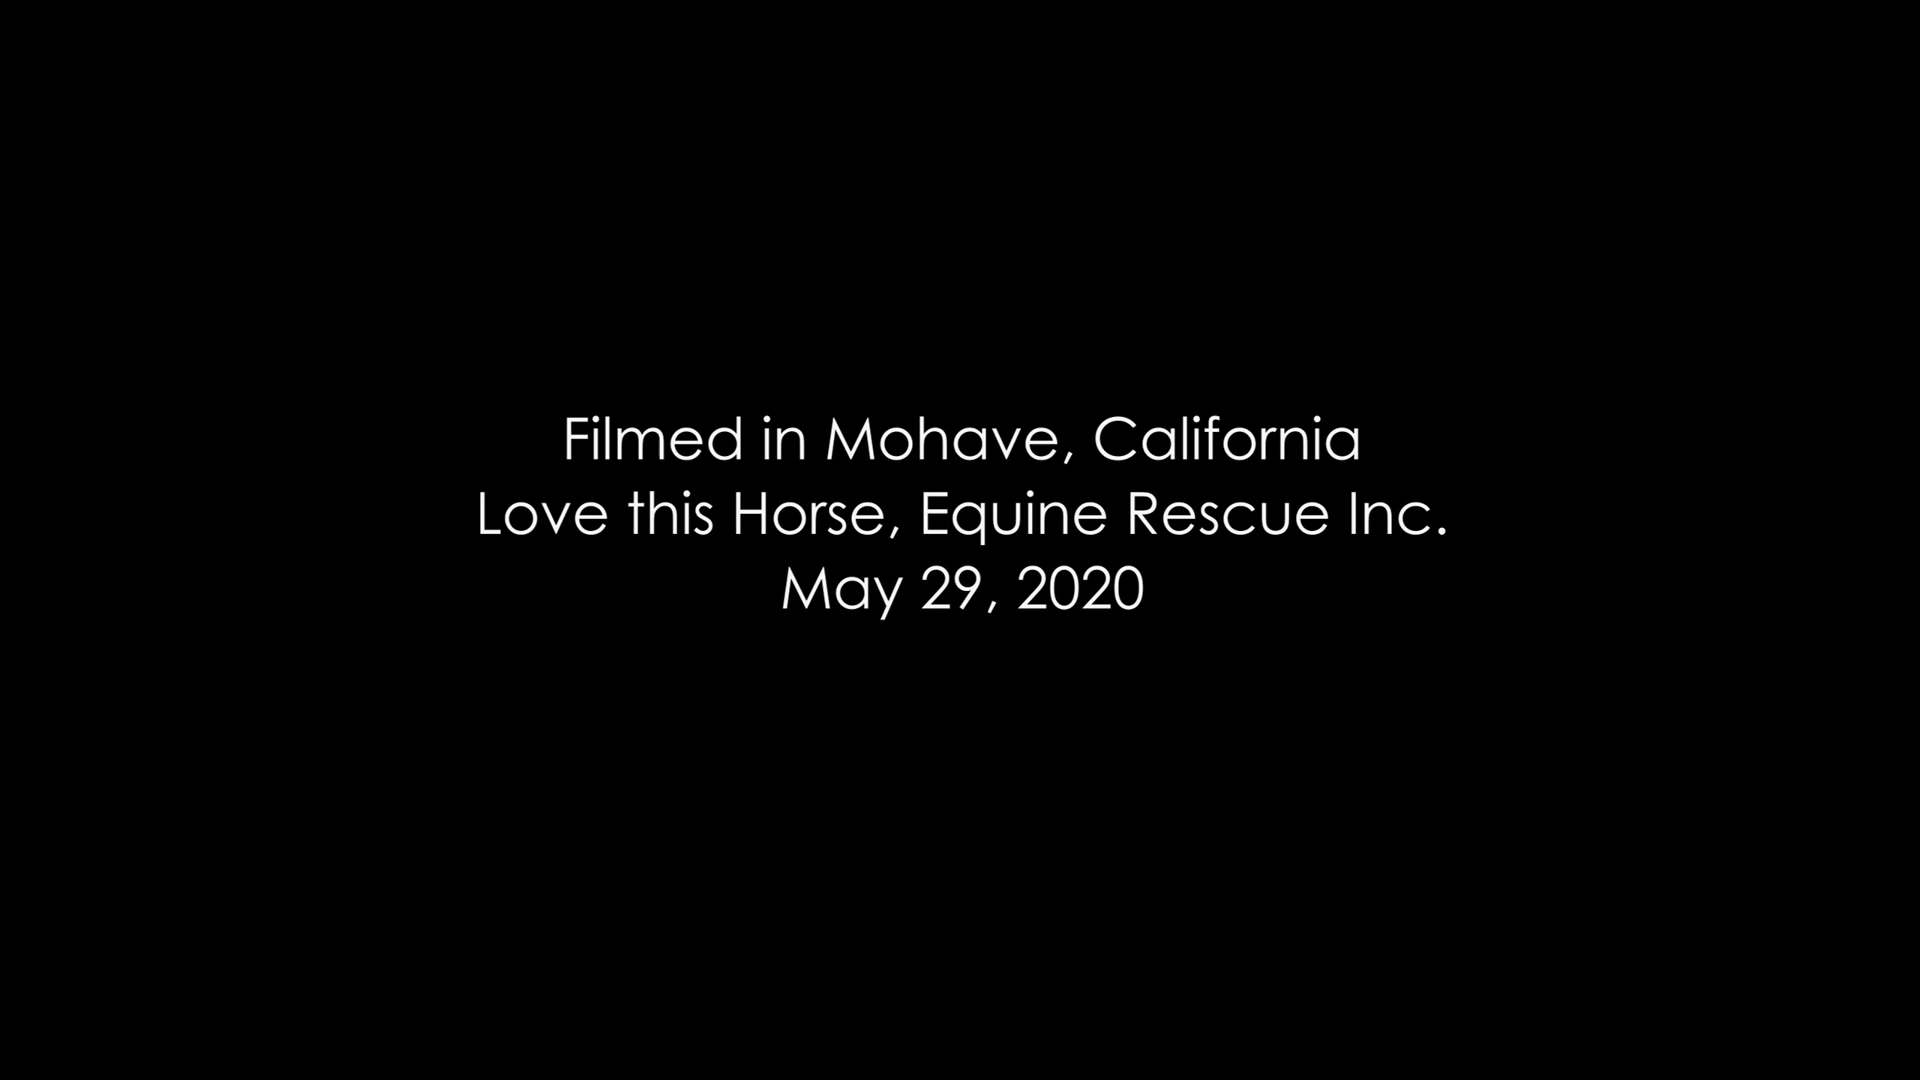 Filmed in Mohave, California
Love this Horse, Equine Rescue Inc.
May 29, 2020